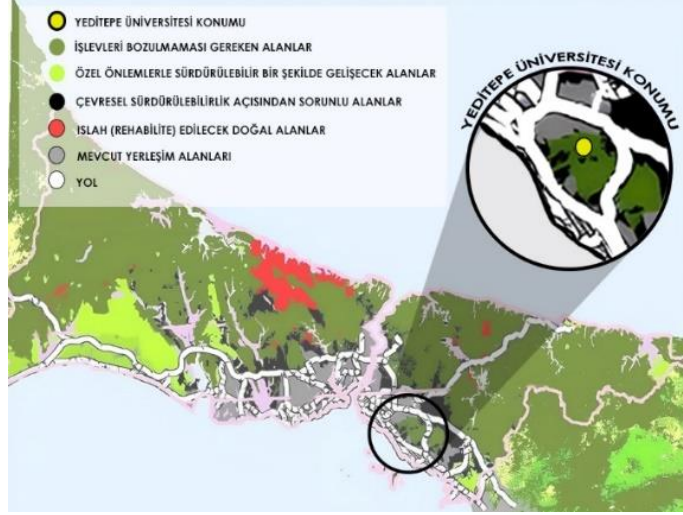 YEDİTEPE ÜNİVERSİTESİ KONUMU
İŞLEVLERİ BOZULMAMASI GEREKEN ALANLAR
ÖZEL ÖNLEMLERLE SÜRDÜRÜLEBİLİR BİR ŞEKİLDE GELİŞECEK ALANLAR
ÇEVRESEL SÜRDÜRÜLEBİLİRLİK AÇISINDAN SORUNLU ALANLAR
ISLAH (REHABİLİTE) EDİLECEK DOĞAL ALANLAR
MEVCUT YERLEŞİM ALANLARI
YOL
YEDİTEPE ÜNİVERSİTESİ KONUMU